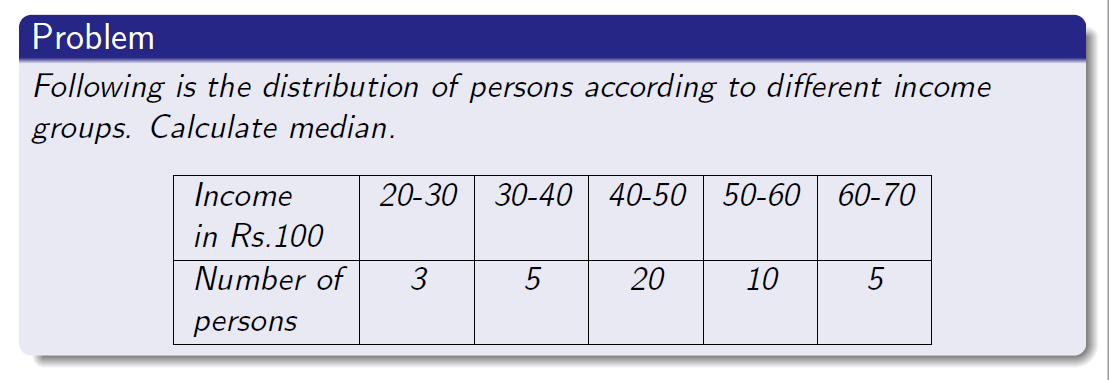 Problem
Following is the distribution of persons according to different income
groups. Calculate median.
Income in Rs.100 20-30 30-40 40-50 50-60 60-70
Number of persons 3 5 20 10 5